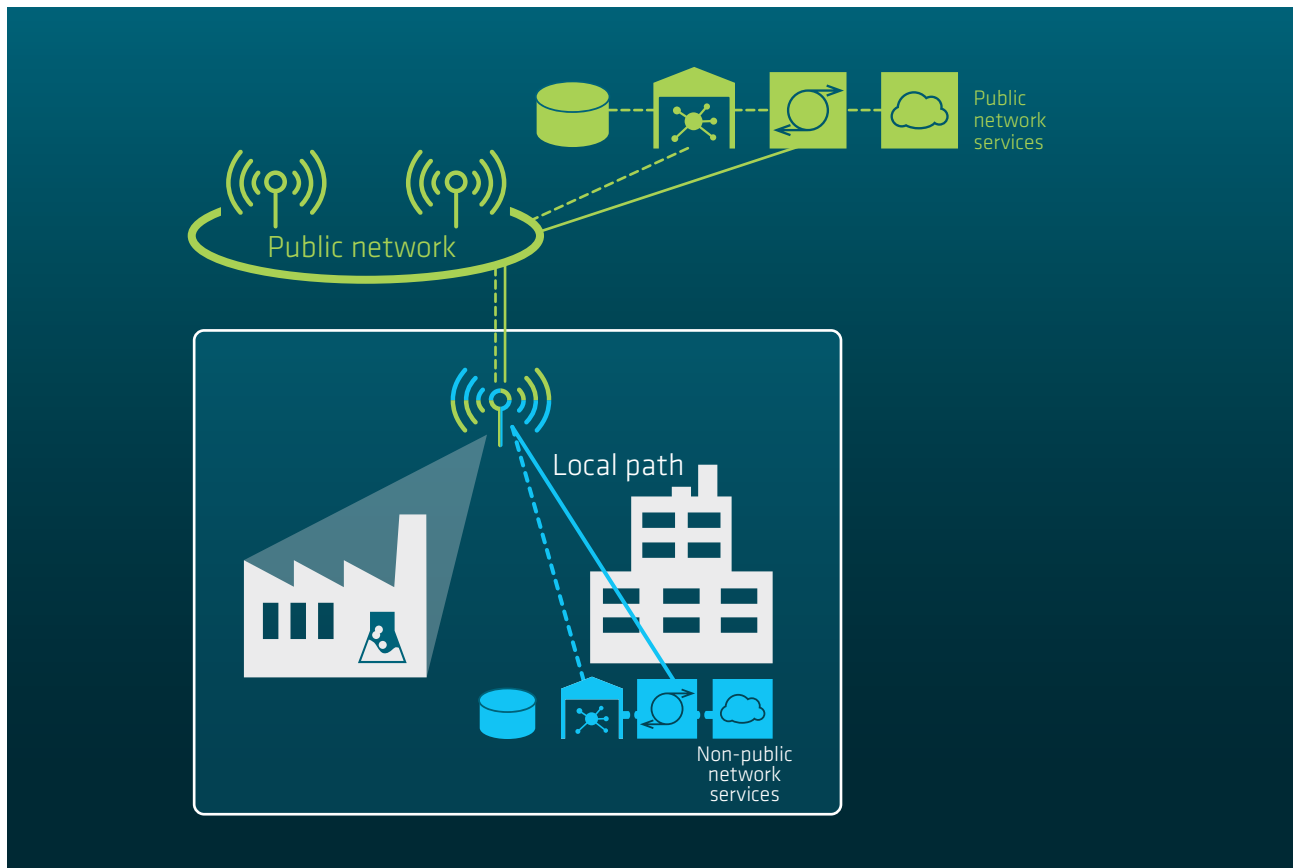 Public
network
services
Public network
Local path
Non-public
network
services